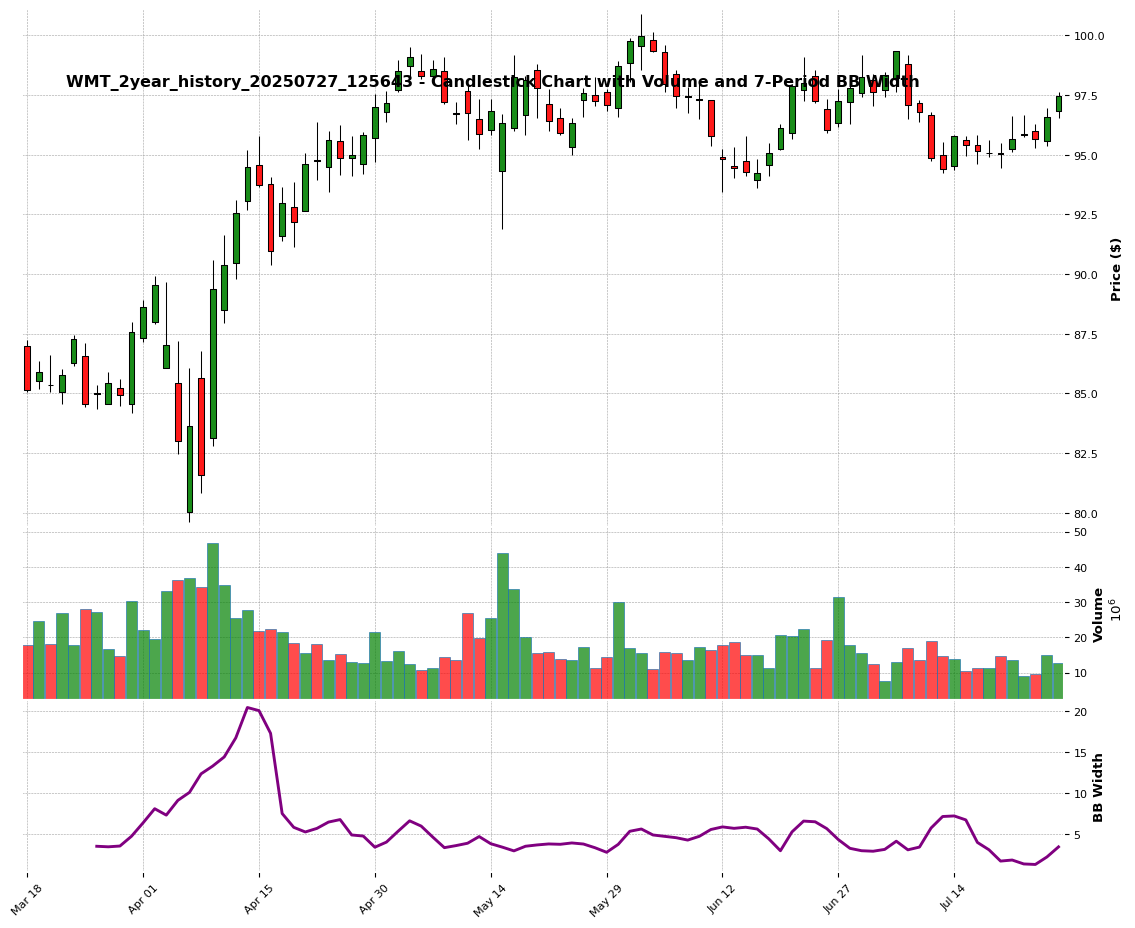 WMT_2year_history_20250727_125643 - Candlestick Chart with Volume and 7-Period BB Width
100.0
97.5
95.0
92.5
90.0
87.5
85.0
82.5
80.0
Price ($)
50
40
30
20
10
Volume
10^6
20
15
10
5
BB Width
Mar 18
Apr 01
Apr 15
Apr 30
May 14
May 29
Jun 12
Jun 27
Jul 14